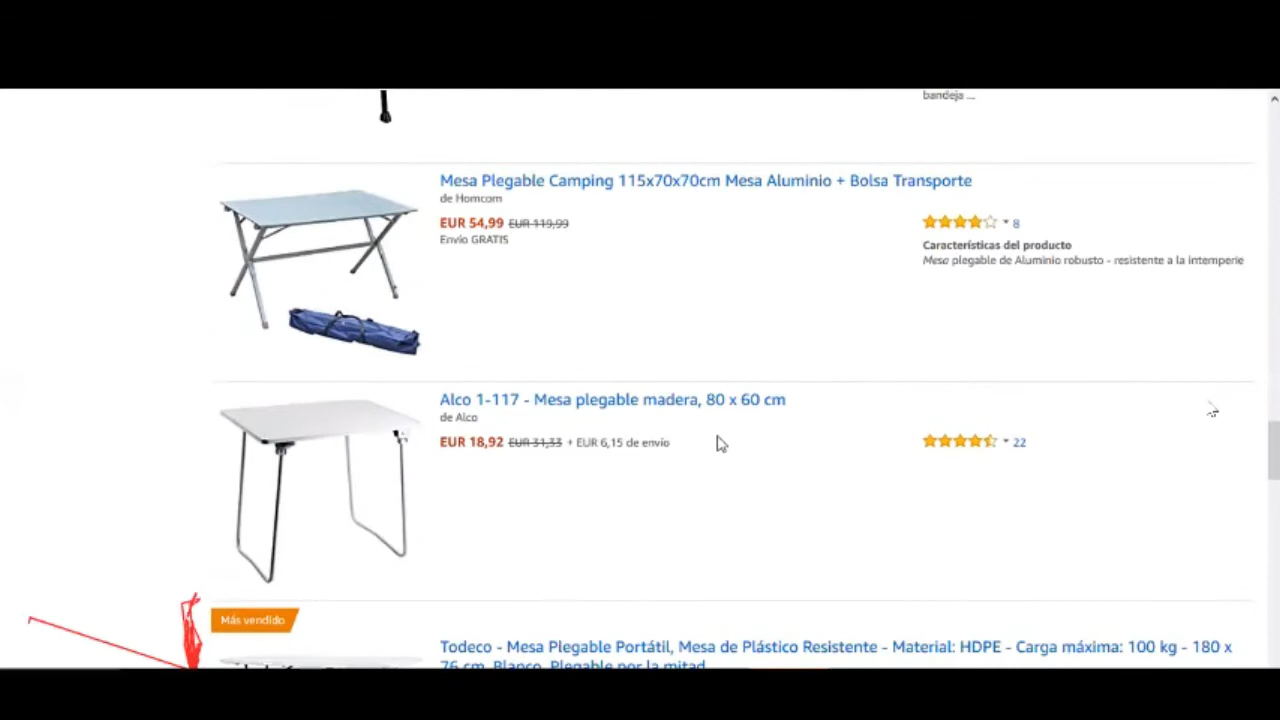 bandeja ...
Mesa Plegable Camping 115x70x70cm Mesa Aluminio + Bolsa Transporte
de Homcom
EUR 54,99 EUR 119,99
Envío GRATIS
8
Características del producto
Mesa plegable de Aluminio robusto - resistente a la intemperie
Alco 1-117 - Mesa plegable madera, 80 x 60 cm
de Alco
EUR 18,92 EUR 31,33 + EUR 6,15 de envío
22
Más vendido
Todeco - Mesa Plegable Portátil, Mesa de Plástico Resistente - Material: HDPE - Carga máxima: 100 kg - 180 x
76 cm, Blanco, Plegable por la mitad